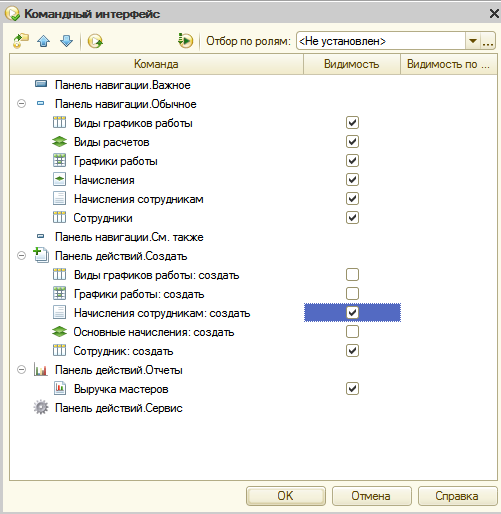 Командный интерфейс
Отбор по ролям: <Не установлен>
Команда Видимость Видимость по ...
Панель навигации.Важное
Панель навигации.Обычное
Виды графиков работы
Виды расчетов
Графики работы
Начисления
Начисления сотрудникам
Сотрудники
Панель навигации.См. также
Панель действий.Создать
Виды графиков работы: создать
Графики работы: создать
Начисления сотрудникам: создать
Основные начисления: создать
Сотрудник: создать
Панель действий.Отчеты
Выручка мастеров
Панель действий.Сервис
OK Отмена Справка